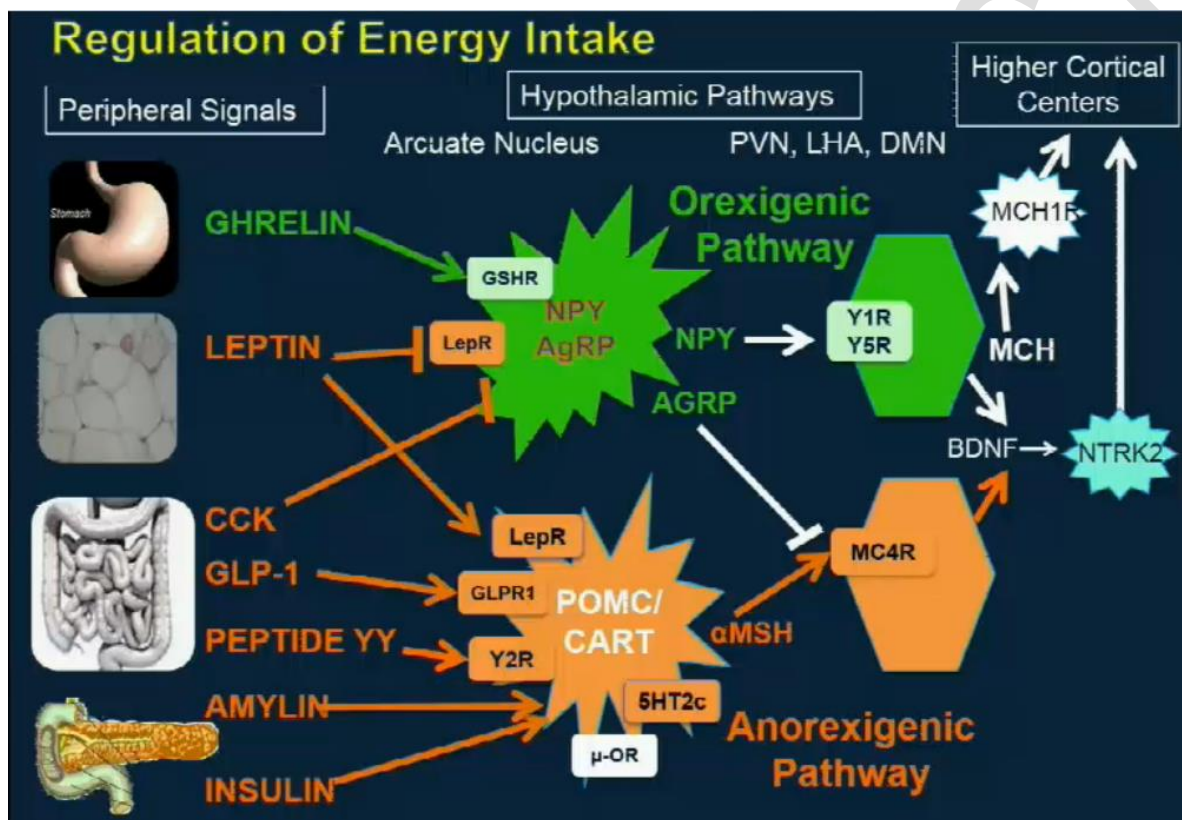 Regulation of Energy Intake
Peripheral Signals
Hypothalamic Pathways
Higher Cortical
Centers
Arcuate Nucleus
PVN, LHA, DMN
Stomach
GHRELIN
GSHR
NPY
AgRP
Orexigenic
Pathway
MCH1R
LEPTIN
LepR
NPY
Y1R
Y5R
MCH
AGRP
BDNF
NTRK2
CCK
LepR
MC4R
GLP-1
GLPR1
POMC/
CART
αMSH
PEPTIDE YY
Y2R
AMYLIN
5HT2c
Anorexigenic
Pathway
μ-OR
INSULIN